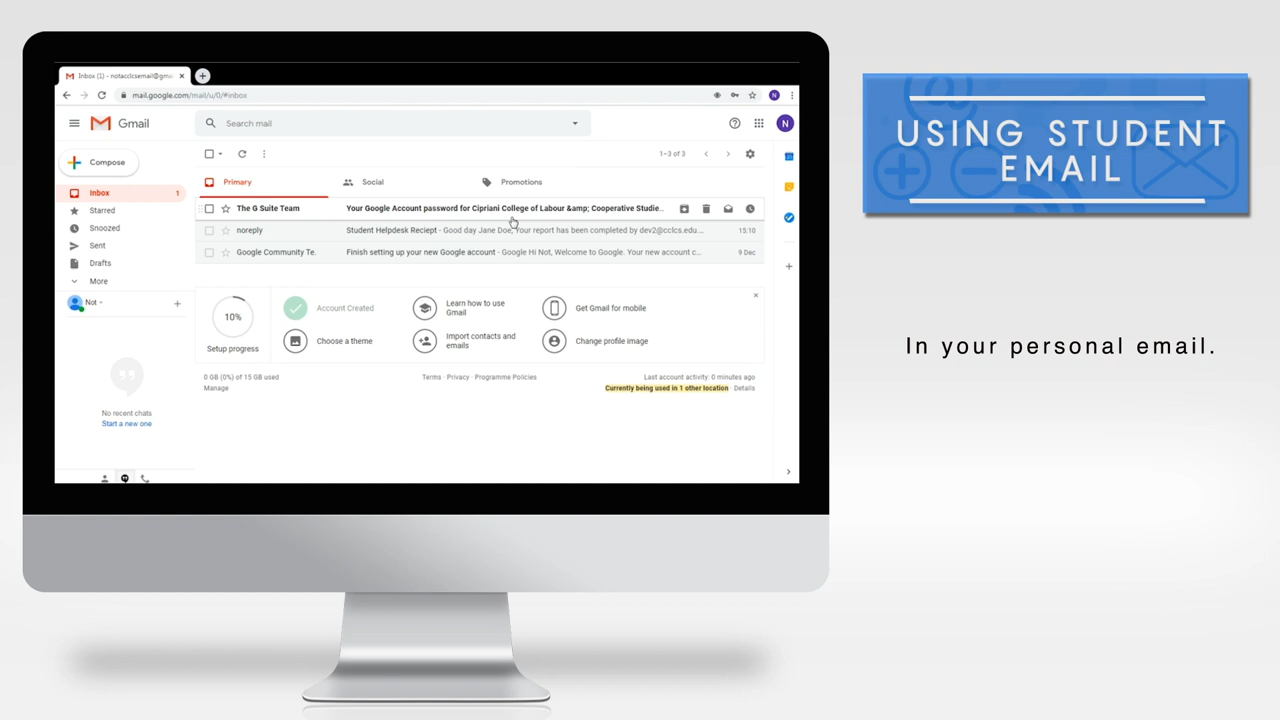 Inbox (1) - notacclcsemail@gma
mail.google.com/mail/u/0/#inbox
N
Gmail
Search mail
N
Compose
1–3 of 3
Primary
Social
Promotions
Inbox 1
Starred
Snoozed
Sent
Drafts
More
Not
The G Suite Team Your Google Account password for Cipriani College of Labour &amp; Cooperative Studie...
noreply Student Helpdesk Reciept - Good day Jane Doe, Your report has been completed by dev2@cclcs.edu... 15:10
Google Community Te. Finish setting up your new Google account - Google Hi Not, Welcome to Google. Your new account c... 9 Dec
10%
Setup progress
Account Created
Learn how to use
Gmail
Get Gmail for mobile
Choose a theme
Import contacts and
emails
Change profile image
0 GB (0%) of 15 GB used
Manage
Terms · Privacy · Programme Policies
Last account activity: 0 minutes ago
Currently being used in 1 other location · Details
No recent chats
Start a new one
USING STUDENT
EMAIL
In your personal email.